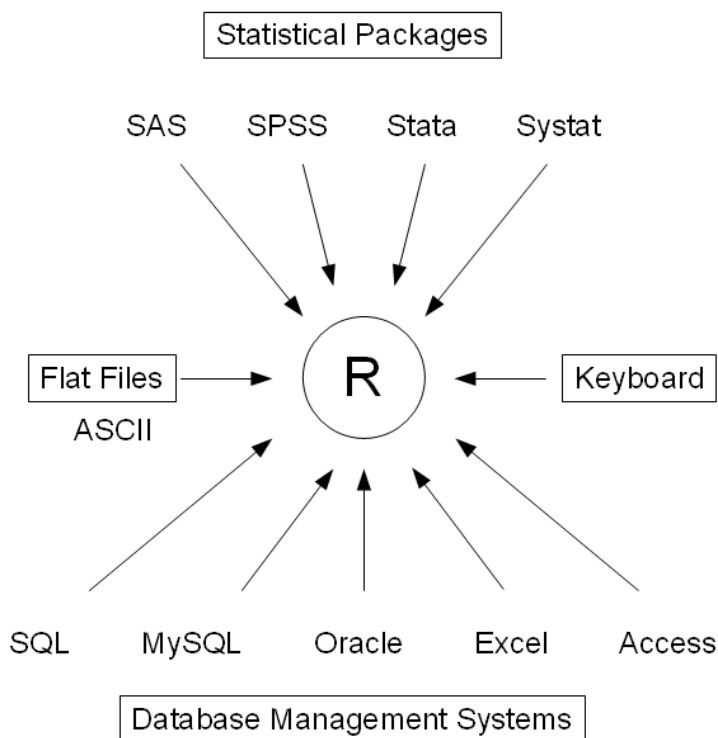 Statistical Packages
SAS SPSS Stata Systat
Flat Files R Keyboard
ASCII
SQL MySQL Oracle Excel Access
Database Management Systems